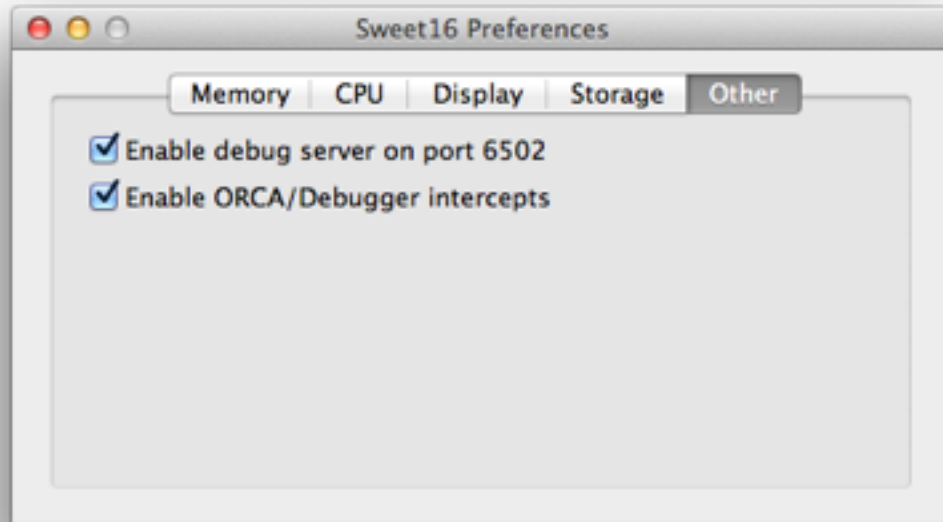 Sweet16 Preferences
Memory CPU Display Storage Other
Enable debug server on port 6502
Enable ORCA/Debugger intercepts